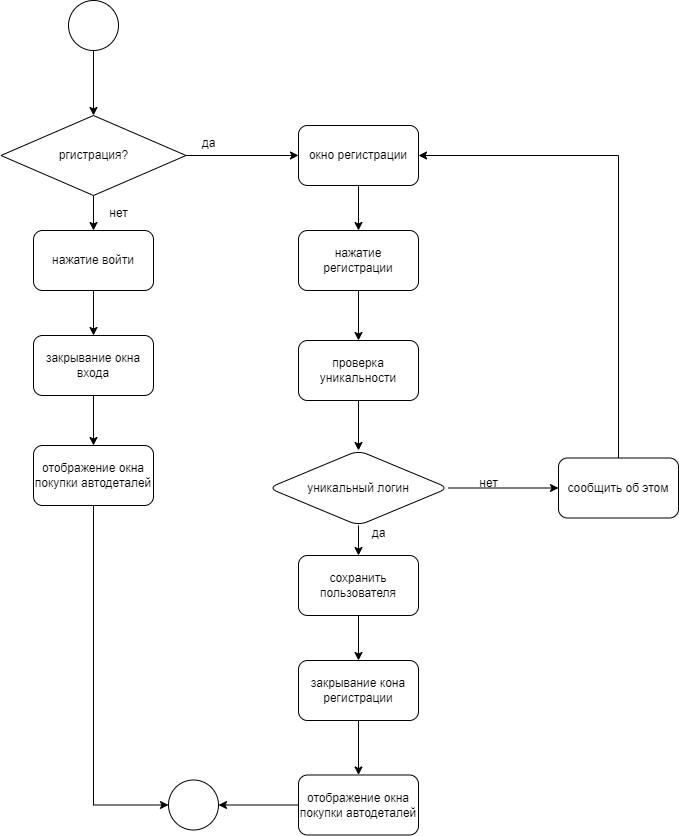 ргистрация?
да
окно регистрации
нет
нажатие войти
нажатие
регистрации
закрывание окна
входа
проверка
уникальности
отображение окна
покупки автодеталей
уникальный логин
нет
сообщить об этом
да
сохранить
пользователя
закрывание кона
регистрации
отображение окна
покупки автодеталей